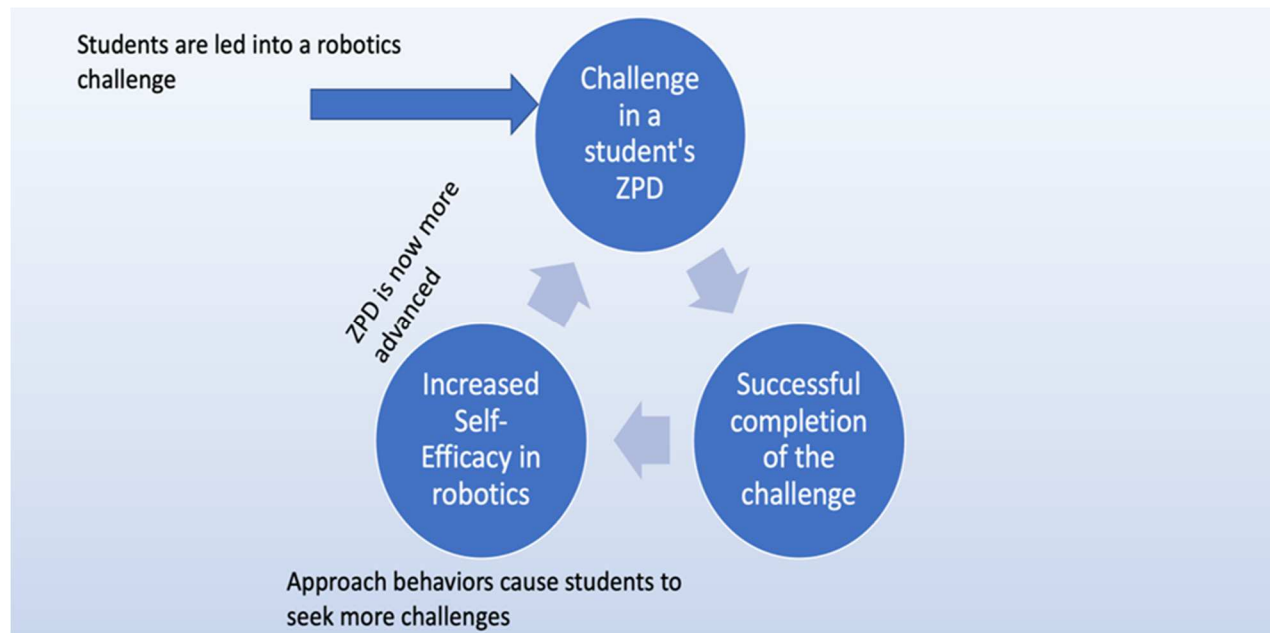 Students are led into a robotics
challenge
Challenge
in a
student's
ZPD
ZPD is now more
advanced
Increased
Self-
Efficacy in
robotics
Successful
completion
of the
challenge
Approach behaviors cause students to
seek more challenges